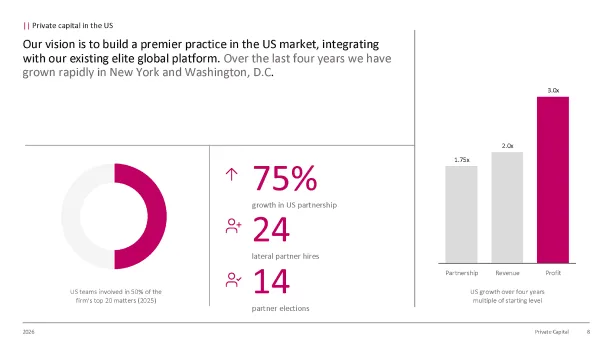 || Private capital in the US
Our vision is to build a premier practice in the US market, integrating
with our existing elite global platform. Over the last four years we have
grown rapidly in New York and Washington, D.C.
US teams involved in 50% of the
firm's top 20 matters (2025)
75%
growth in US partnership
24
lateral partner hires
14
partner elections
1.75x
2.0x
3.0x
Partnership
Revenue
Profit
US growth over four years
multiple of starting level
2026
Private Capital
8